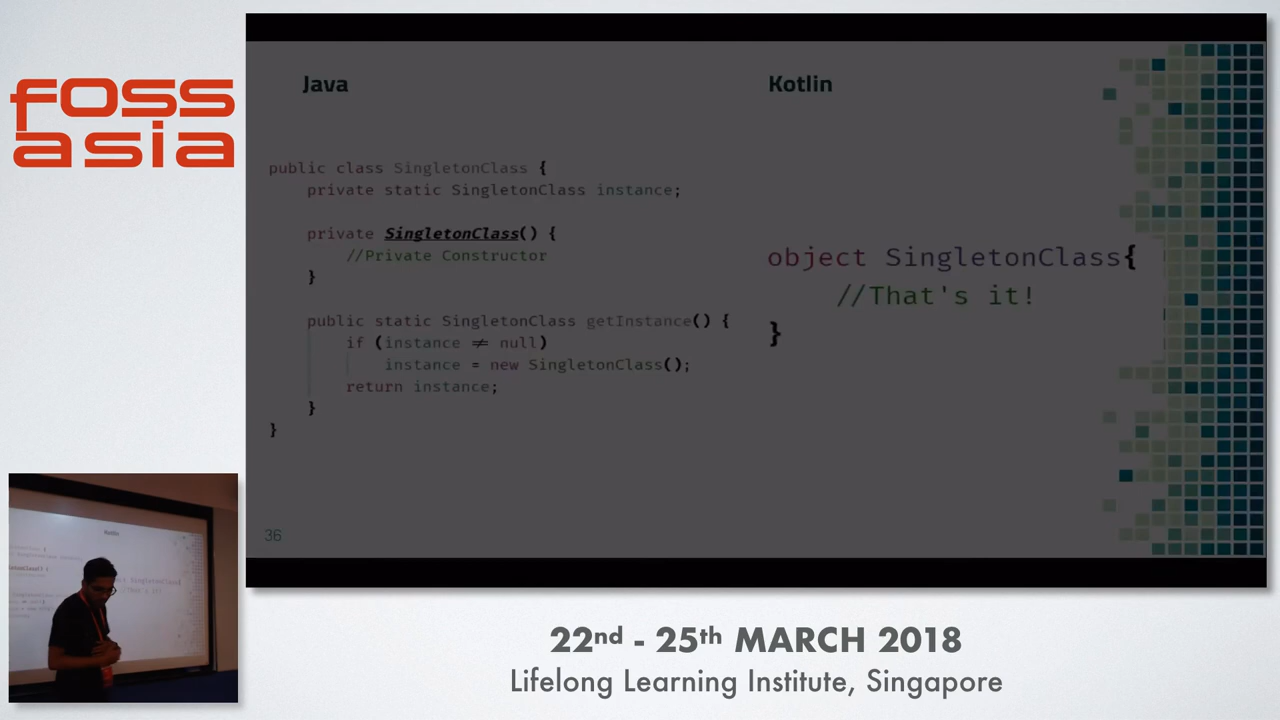 foss
asia
Java
Kotlin
public class SingletonClass {
private static SingletonClass instance;
private SingletonClass() {
//Private Constructor
}
public static SingletonClass getInstance() {
if (instance ≠ null)
instance = new SingletonClass();
return instance;
}
}
object SingletonClass{
//That's it!
}
36
Kotlin
22nd - 25th MARCH 2018
Lifelong Learning Institute, Singapore